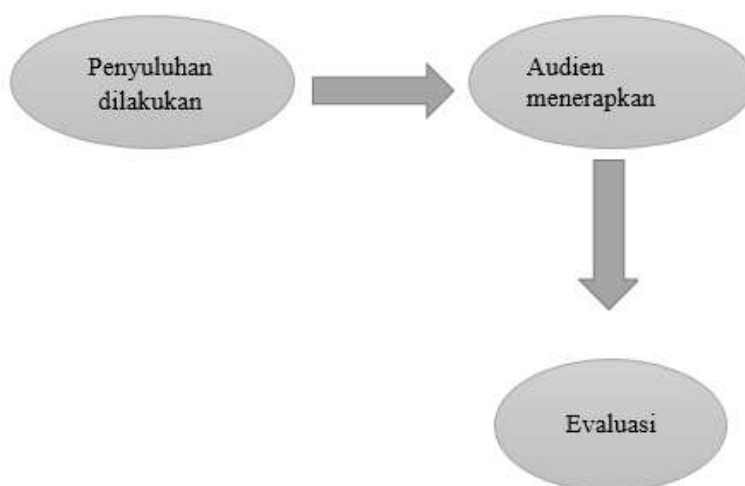 Penyuluhan
dilakukan
Audien
menerapkan
Evaluasi